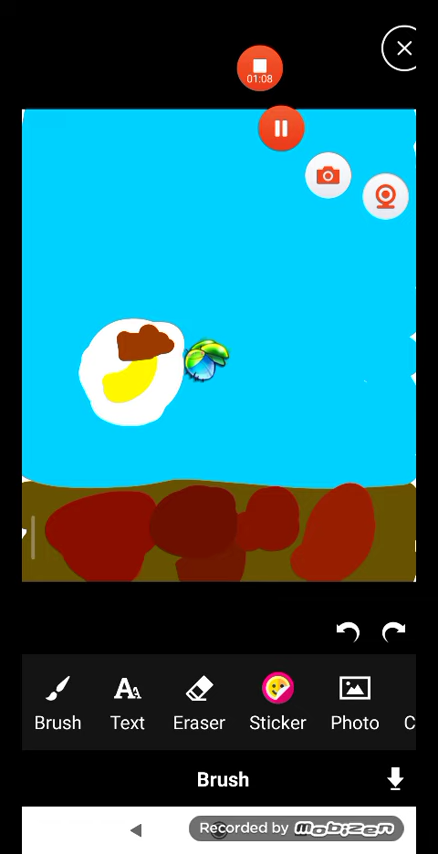 01:08
Brush
Text
Eraser
Sticker
Photo
C
Brush
Recorded by mobizen